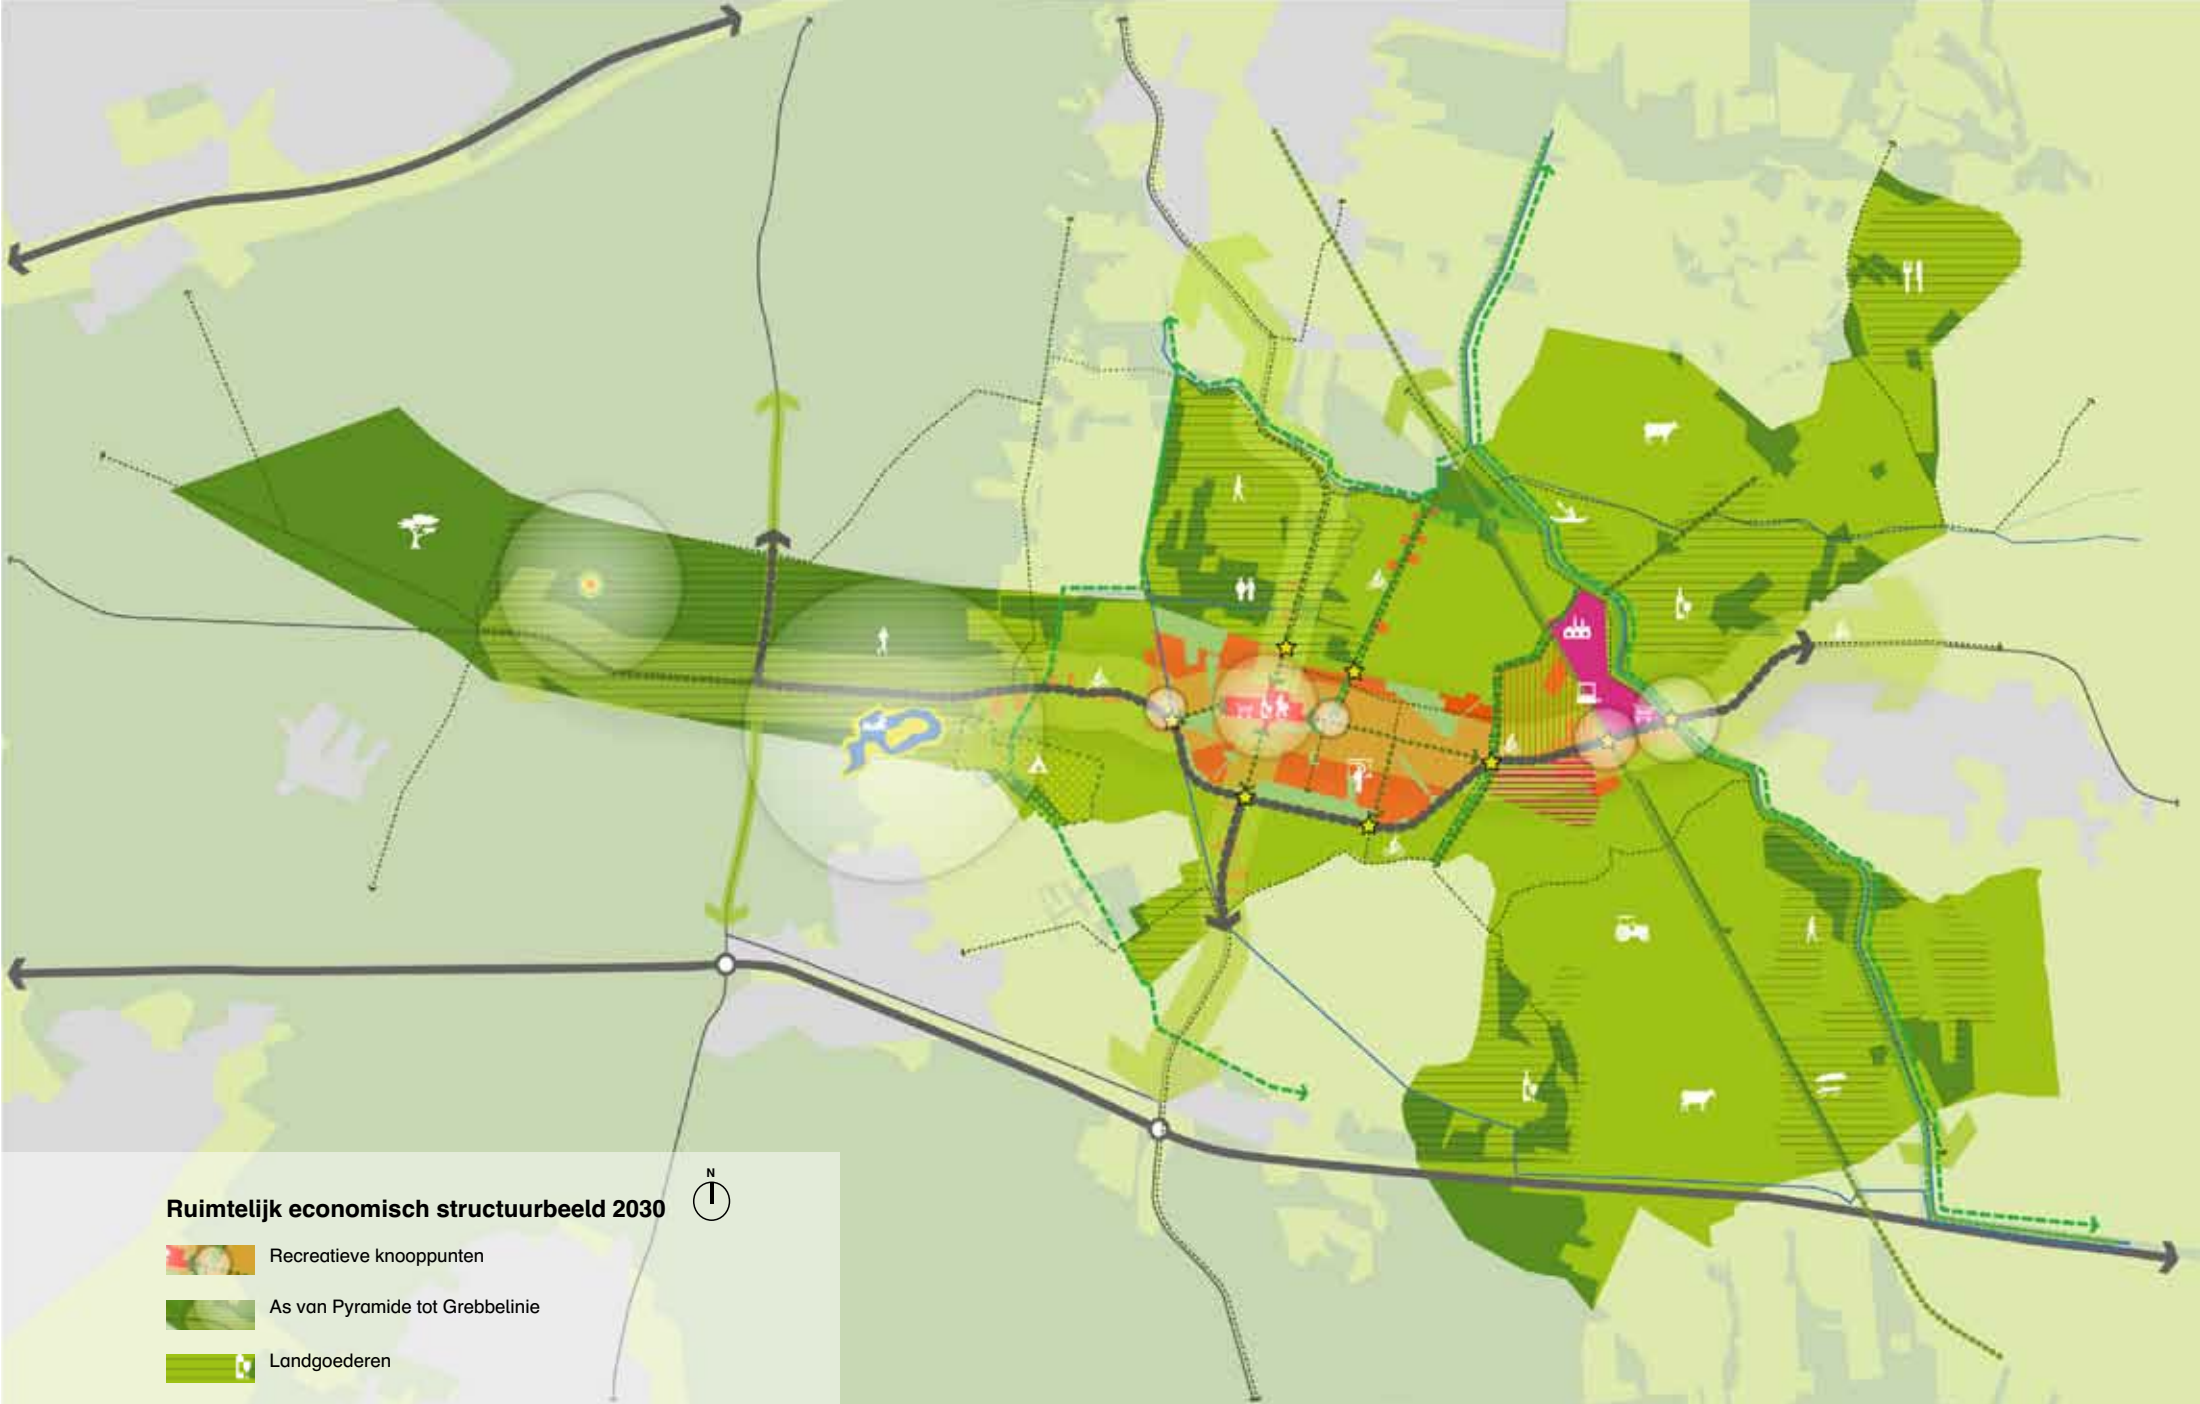 N
Ruimtelijk economisch structuurbeeld 2030
Recreatieve knooppunten
As van Pyramide tot Grebbelinie
Landgoederen